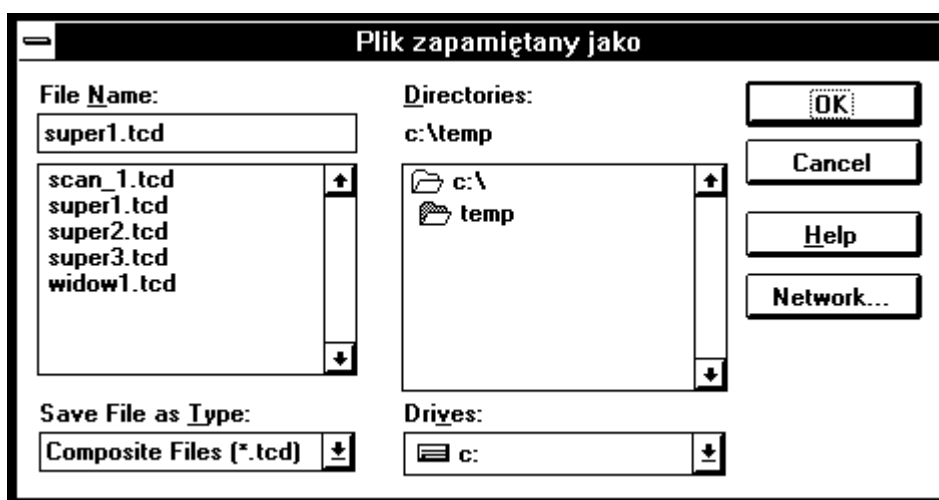 Plik zapamiętany jako
File Name:
super1.tcd
scan_1.tcd
super1.tcd
super2.tcd
super3.tcd
widow1.tcd
Save File as Type:
Composite Files (*.tcd)
Directories:
c:\temp
c:\
temp
Drives:
c:
OK
Cancel
Help
Network...